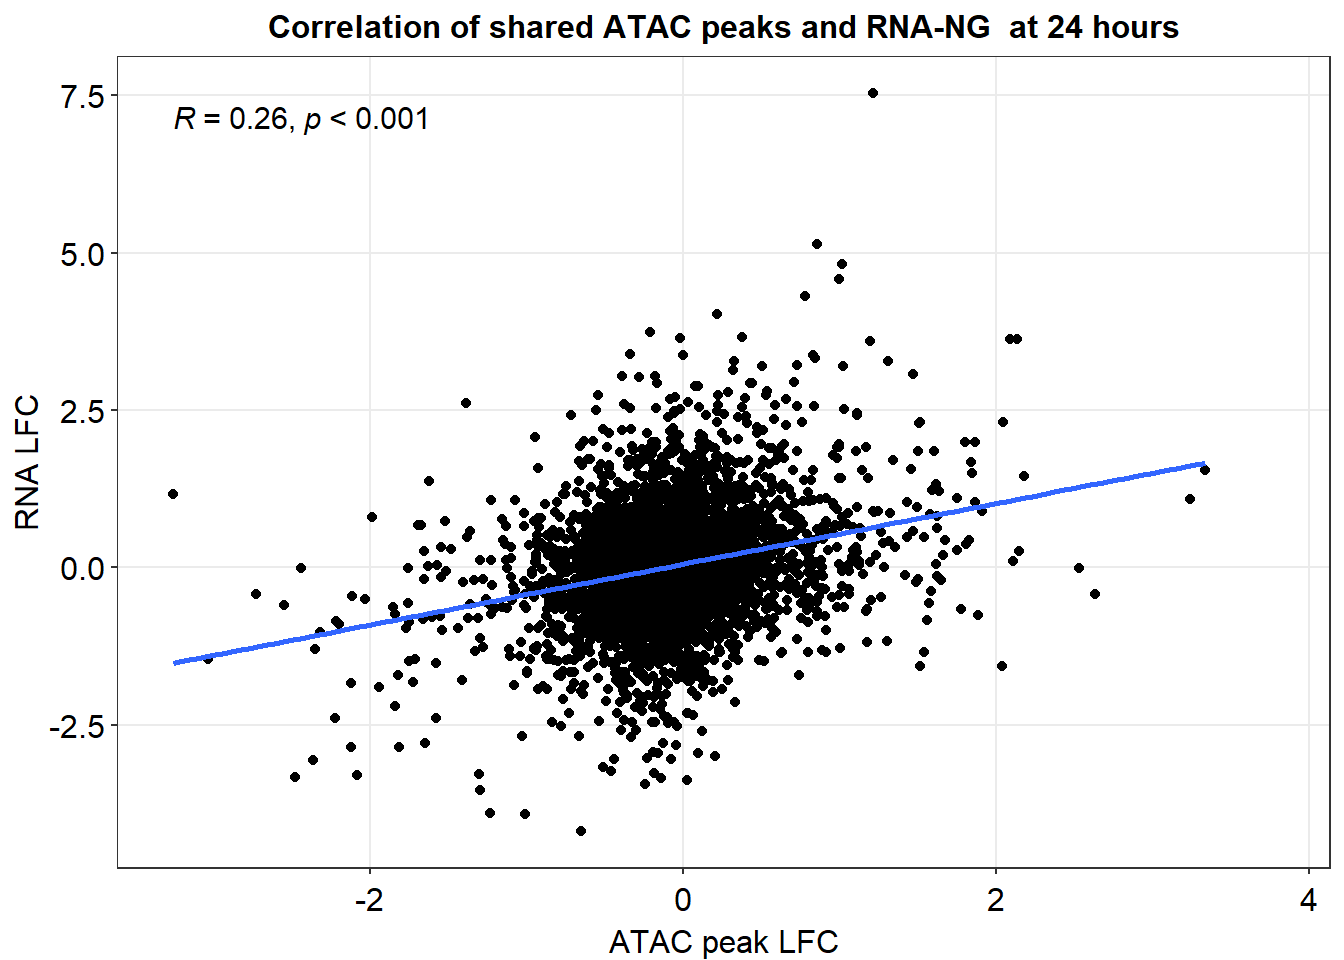 Correlation of shared ATAC peaks and RNA-NG  at 24 hours
R = 0.26, p < 0.001
7.5
5.0
2.5
0.0
-2.5
RNA LFC
-2
0
2
4
ATAC peak LFC